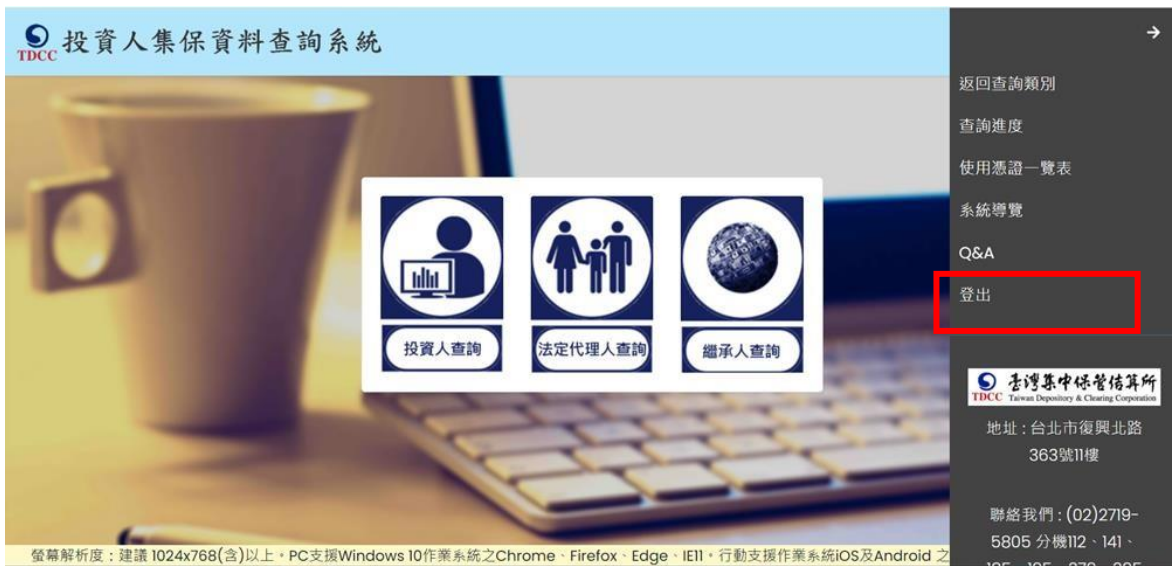 TDCC 投資人集保資料查詢系統
投資人查詢
法定代理人查詢
繼承人查詢
螢幕解析度：建議 1024x768(含)以上。PC支援Windows 10作業系統之Chrome、Firefox、Edge、IE11。行動支援作業系統iOS及Android 之
返回查詢類別
查詢進度
使用憑證一覽表
系統導覽
Q&A
登出
TDCC 臺灣集中保管結算所
Taiwan Depository & Clearing Corporation
地址 : 台北市復興北路
363號11樓
聯絡我們 : (02)2719-
5805 分機112、141、